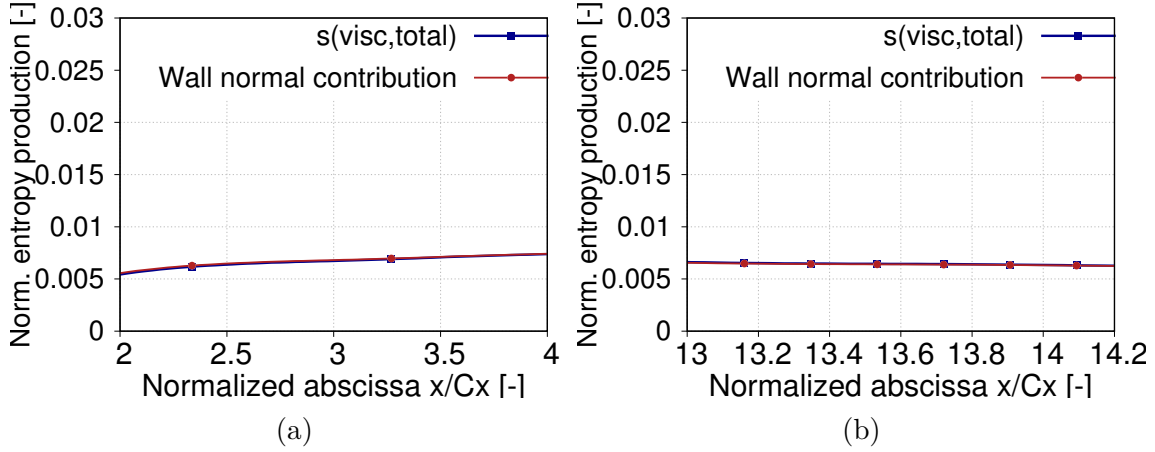 Norm. entropy production [-]
0.03
0.025
0.02
0.015
0.01
0.005
0
s(visc,total)
Wall normal contribution
2 2.5 3 3.5 4
Normalized abscissa x/Cx [-]
(a)
Norm. entropy production [-]
0.03
0.025
0.02
0.015
0.01
0.005
0
s(visc,total)
Wall normal contribution
13 13.2 13.4 13.6 13.8 14 14.2
Normalized abscissa x/Cx [-]
(b)